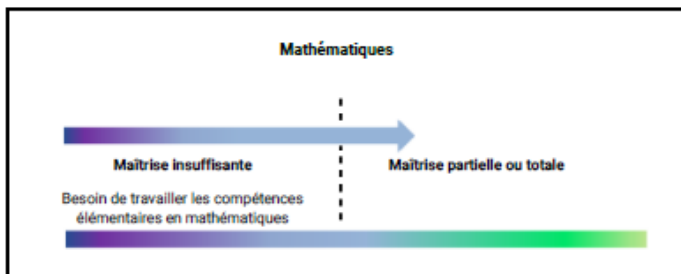 Mathématiques
Maîtrise insuffisante
Maîtrise partielle ou totale
Besoin de travailler les compétences
élémentaires en mathématiques